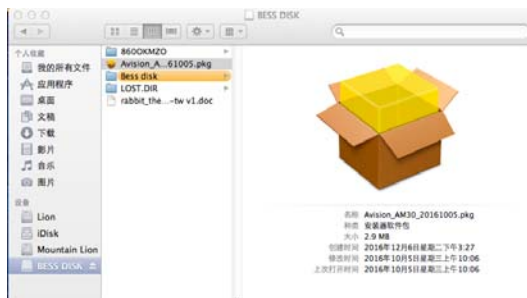 BESS DISK
个人收藏
我的所有文件
应用程序
桌面
文稿
下载
影片
音乐
图片
设备
Lion
iDisk
Mountain Lion
BESS DISK
860OKMZO
Avision_A...61005.pkg
Bess disk
LOST.DIR
rabbit_the...-tw v1.doc
名称 Avision_AM30_20161005.pkg
种类 安装器软件包
大小 2.9 MB
创建时间 2016年12月6日星期二下午3:27
修改时间 2016年10月5日星期三上午10:06
上次打开时间 2016年10月5日星期三上午10:06